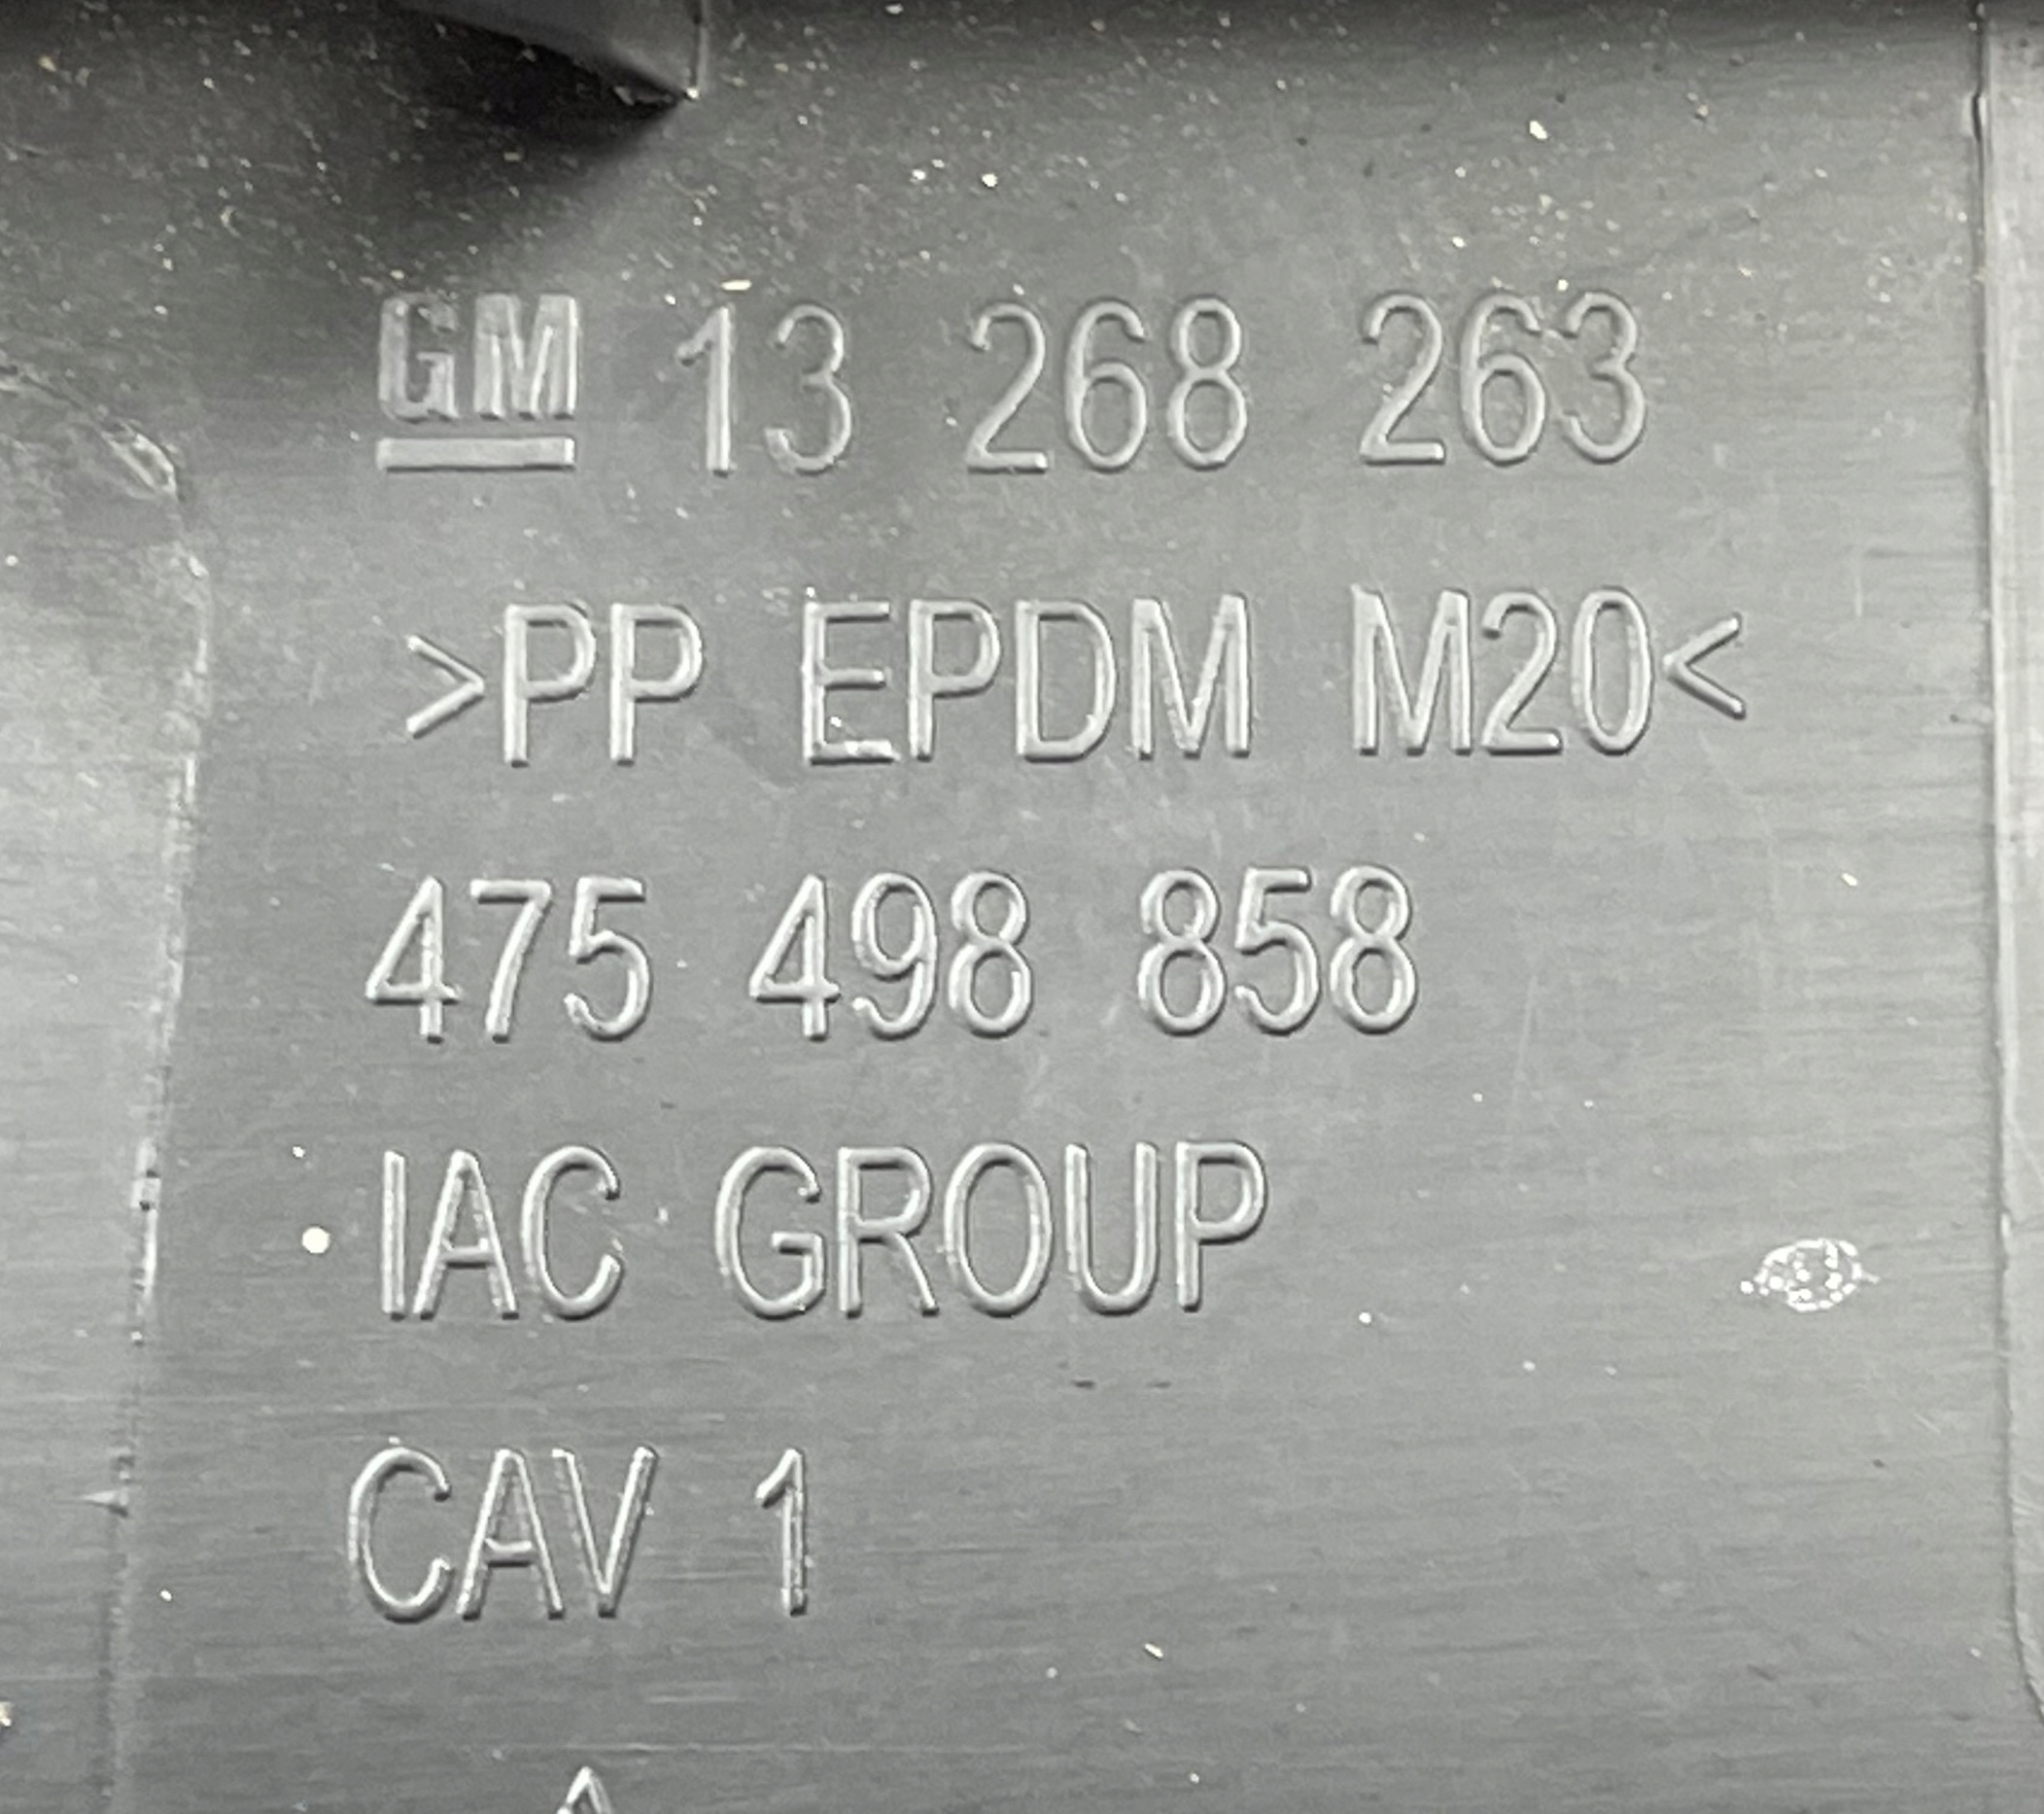 GM 13 268 263
>PP EPDM M20<
475 498 858
IAC GROUP
CAV 1